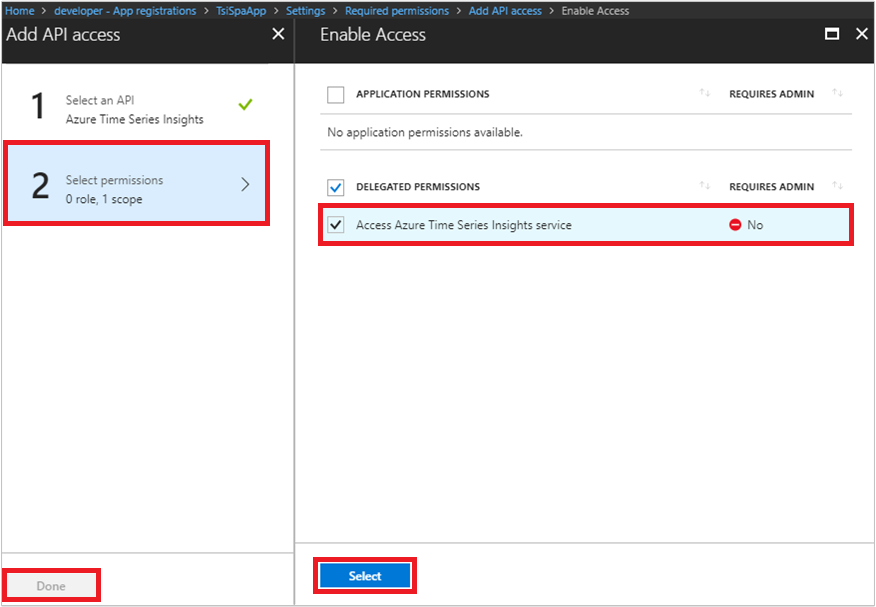 Home > developer - App registrations > TsiSpaApp > Settings > Required permissions > Add API access > Enable Access
Add API access
1
Select an API
Azure Time Series Insights
2
Select permissions
0 role, 1 scope
Done
Enable Access
APPLICATION PERMISSIONS REQUIRES ADMIN
No application permissions available.
DELEGATED PERMISSIONS REQUIRES ADMIN
Access Azure Time Series Insights service No
Select